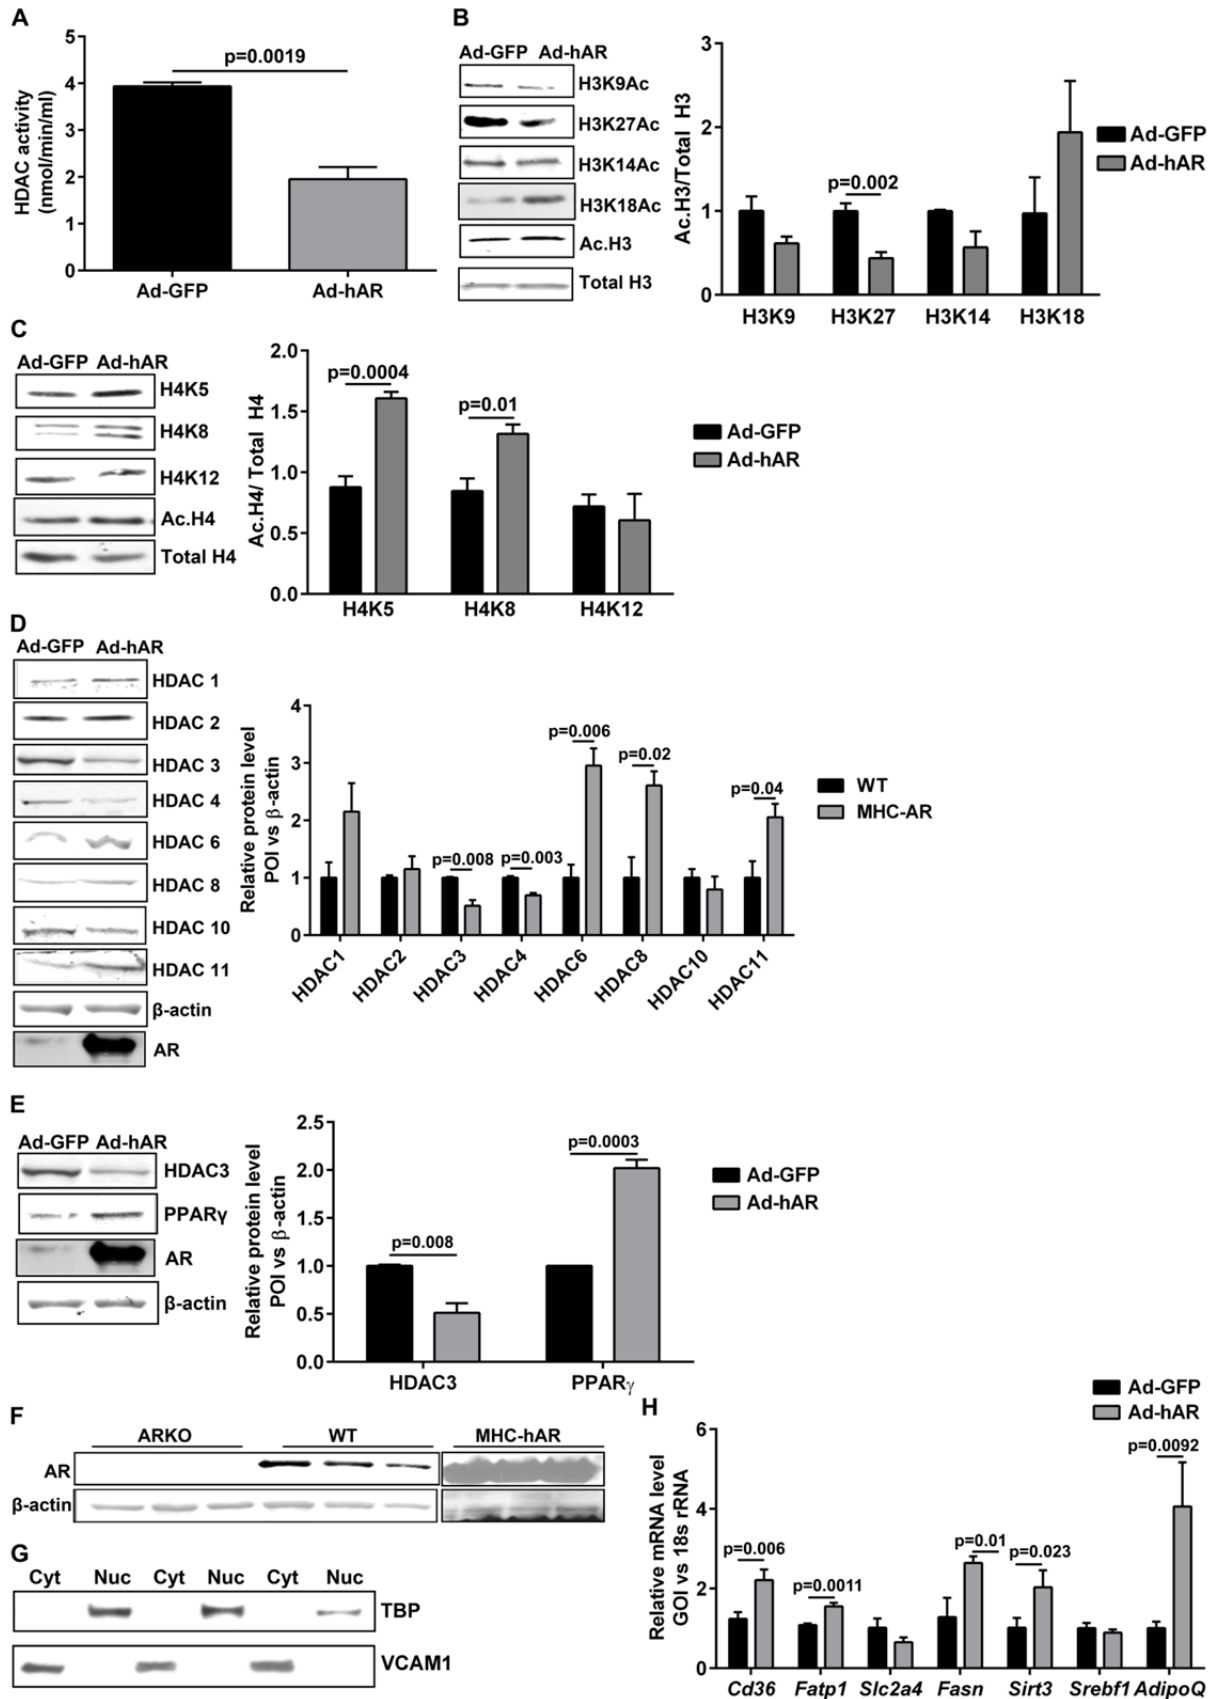 A
HDAC activity
(nmol/min/ml)
5
4
3
2
1
0
p=0.0019
Ad-GFP Ad-hAR
B
Ad-GFP Ad-hAR
H3K9Ac
H3K27Ac
H3K14Ac
H3K18Ac
Ac.H3
Total H3
Ac.H3/Total H3
3
2
1
0
p=0.002
H3K9 H3K27 H3K14 H3K18
Ad-GFP
Ad-hAR
C
Ad-GFP Ad-hAR
H4K5
H4K8
H4K12
Ac.H4
Total H4
Ac.H4/ Total H4
2.0
1.5
1.0
0.5
0.0
p=0.0004
p=0.01
H4K5 H4K8 H4K12
Ad-GFP
Ad-hAR
D
Ad-GFP Ad-hAR
HDAC 1
HDAC 2
HDAC 3
HDAC 4
HDAC 6
HDAC 8
HDAC 10
HDAC 11
β-actin
AR
Relative protein level
POI vs β-actin
4
3
2
1
0
p=0.008
p=0.003
p=0.006
p=0.02
p=0.04
HDAC1 HDAC2 HDAC3 HDAC4 HDAC6 HDAC8 HDAC10 HDAC11
WT
MHC-AR
E
Ad-GFP Ad-hAR
HDAC3
PPARγ
AR
β-actin
Relative protein level
POI vs β-actin
2.5
2.0
1.5
1.0
0.5
0.0
p=0.008
p=0.0003
HDAC3 PPARγ
Ad-GFP
Ad-hAR
F
ARKO WT MHC-hAR
AR
β-actin
G
Cyt Nuc Cyt Nuc Cyt Nuc
TBP
VCAM1
H
Ad-GFP
Ad-hAR
Relative mRNA level
GOI vs 18s rRNA
6
4
2
0
p=0.006
p=0.0011
p=0.01
p=0.023
p=0.0092
Cd36 Fatp1 Slc2a4 Fasn Sirt3 Srebf1 AdipoQ